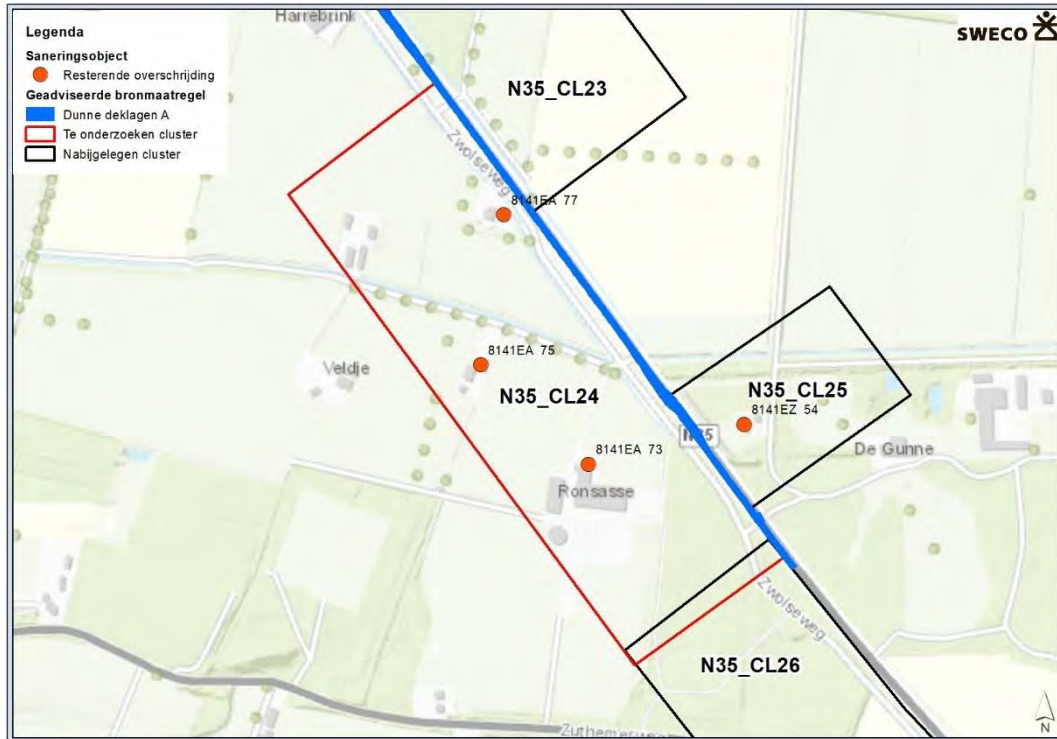 Legenda
Saneringsobject
Resterende overschrijding
Geadviseerde bronmaatregel
Dunne deklagen A
Te onderzoeken cluster
Nabijgelegen cluster
Harrebrink
SWECO
N35_CL23
Zwolseweg
8141EA 77
8141EA 75
Veldje
N35_CL24
N35_CL25
8141EZ 54
N35
De Gunne
8141EA 73
Ronsasse
Zwolseweg
N35_CL26
Zuthemerweg
N